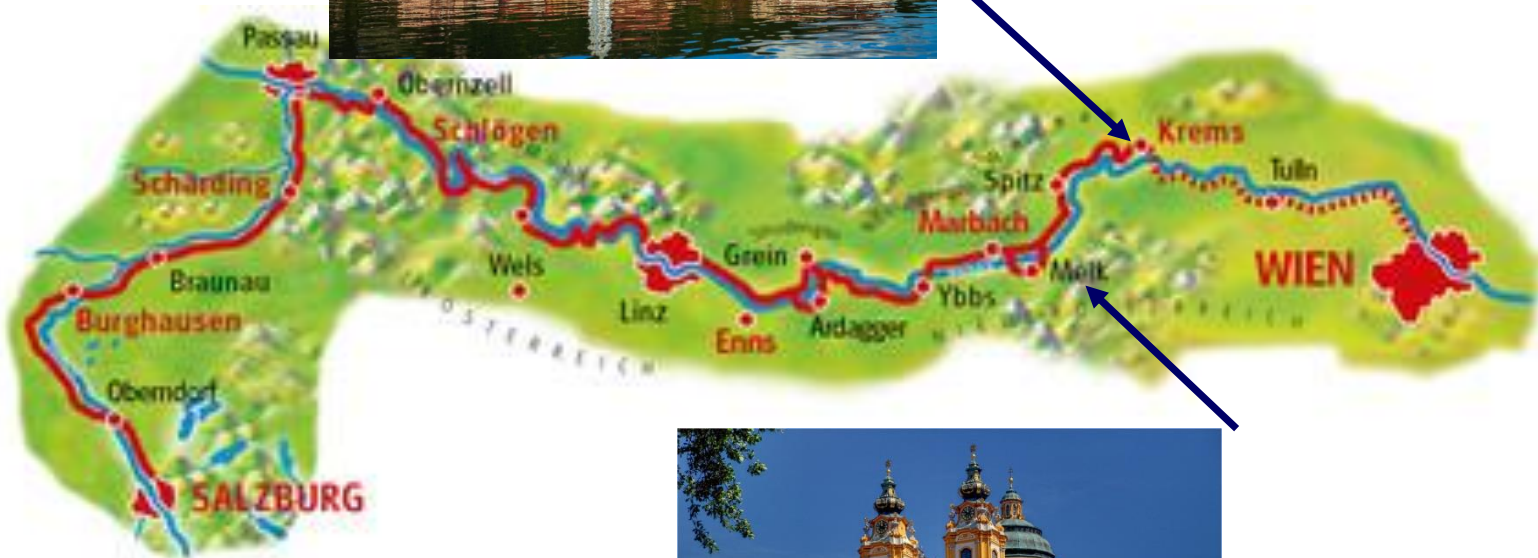 Passau
Obernzell
Schlögen
Krems
Tulln
Schärding
Spitz
Marbach
Grein
Wels
Melk
WIEN
Braunau
Ybbs
Linz
Burghausen
Enns
Ardagger
Oberndorf
SALZBURG